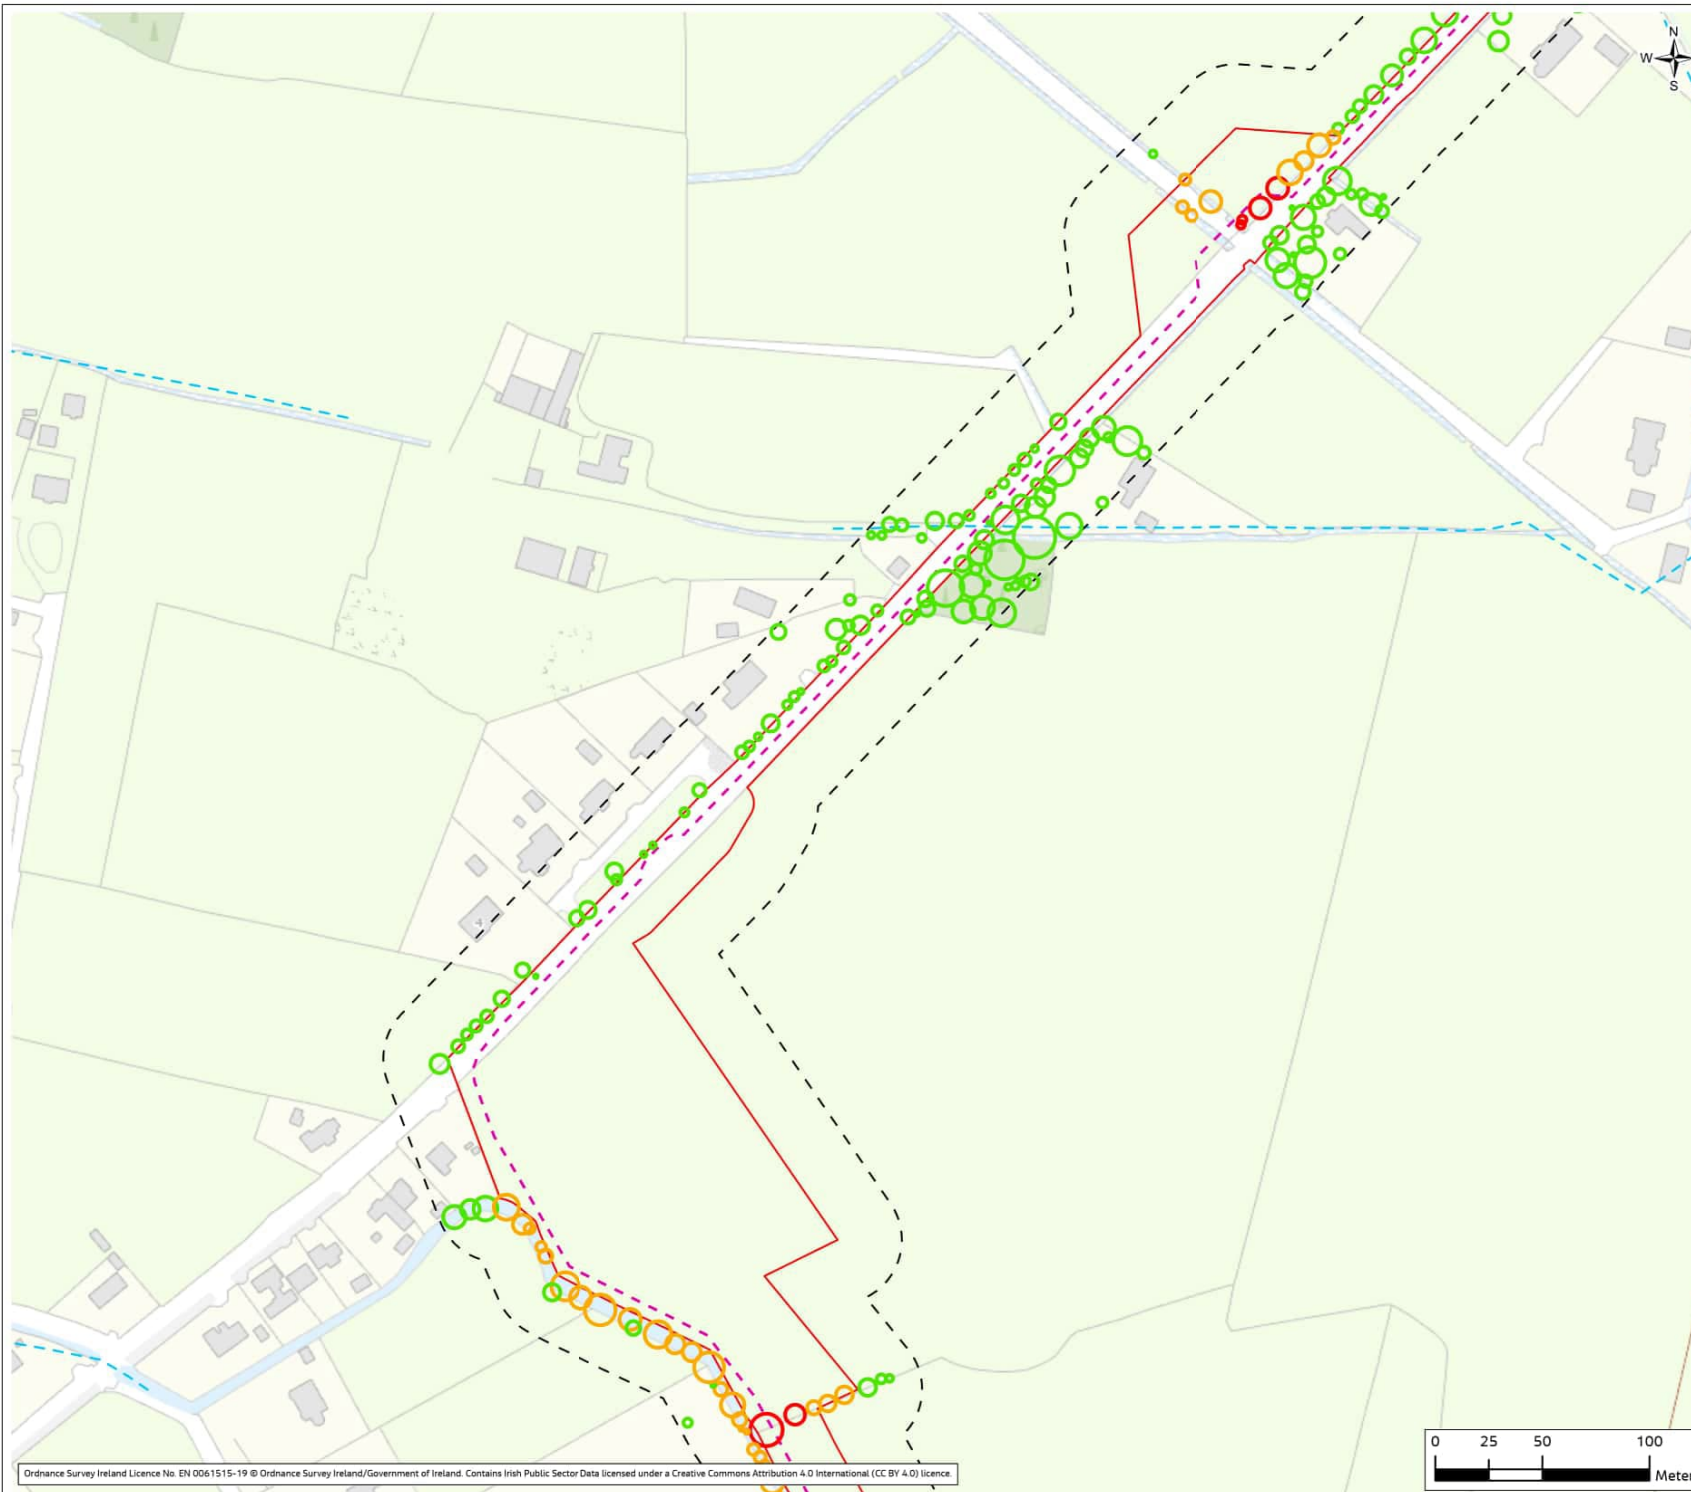 N
W
S
Ordnance Survey Ireland Licence No. EN 0061515-19 © Ordnance Survey Ireland/Government of Ireland. Contains Irish Public Sector Data licensed under a Creative Commons Attribution 4.0 International (CC BY 4.0) licence.
0 25 50 100
Meter